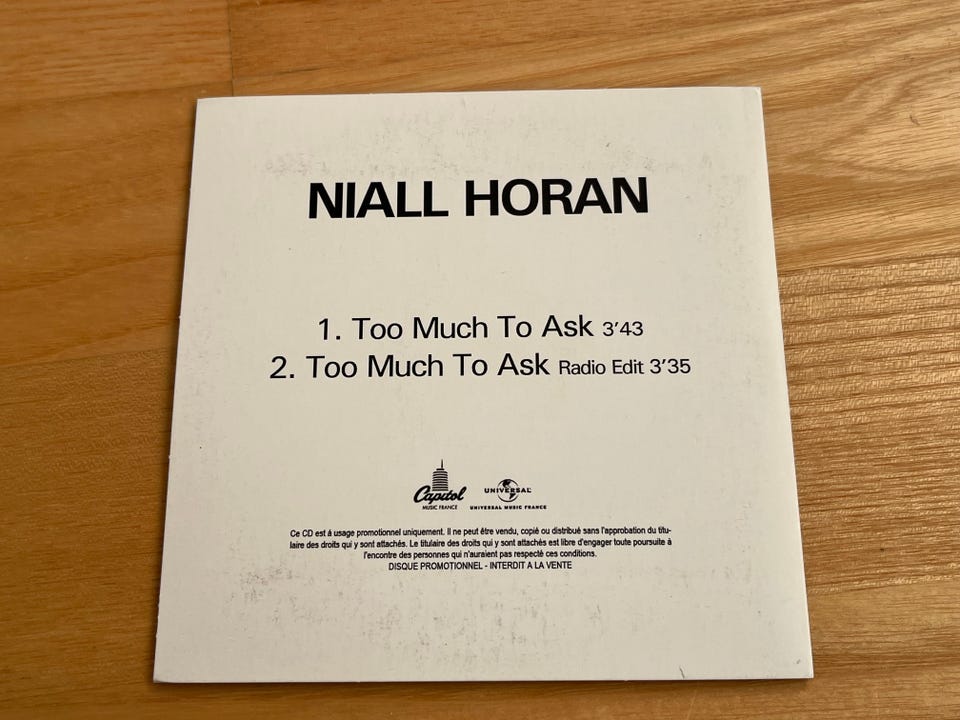 NIALL HORAN
1. Too Much To Ask 3'43
2. Too Much To Ask Radio Edit 3'35
Capitol UNIVERSAL
MUSIC FRANCE UNIVERSAL MUSIC FRANCE
Ce CD est á usage promotionnel uniquement. Il ne peut être vendu, copié ou distribué sans l'approbation du titu-
laire des droits qui y sont attachés. Le titulaire des droits qui y sont attachés est libre d'engager toute poursuite à
l'encontre des personnes qui n'auraient pas respecté ces conditions.
DISQUE PROMOTIONNEL - INTERDIT A LA VENTE